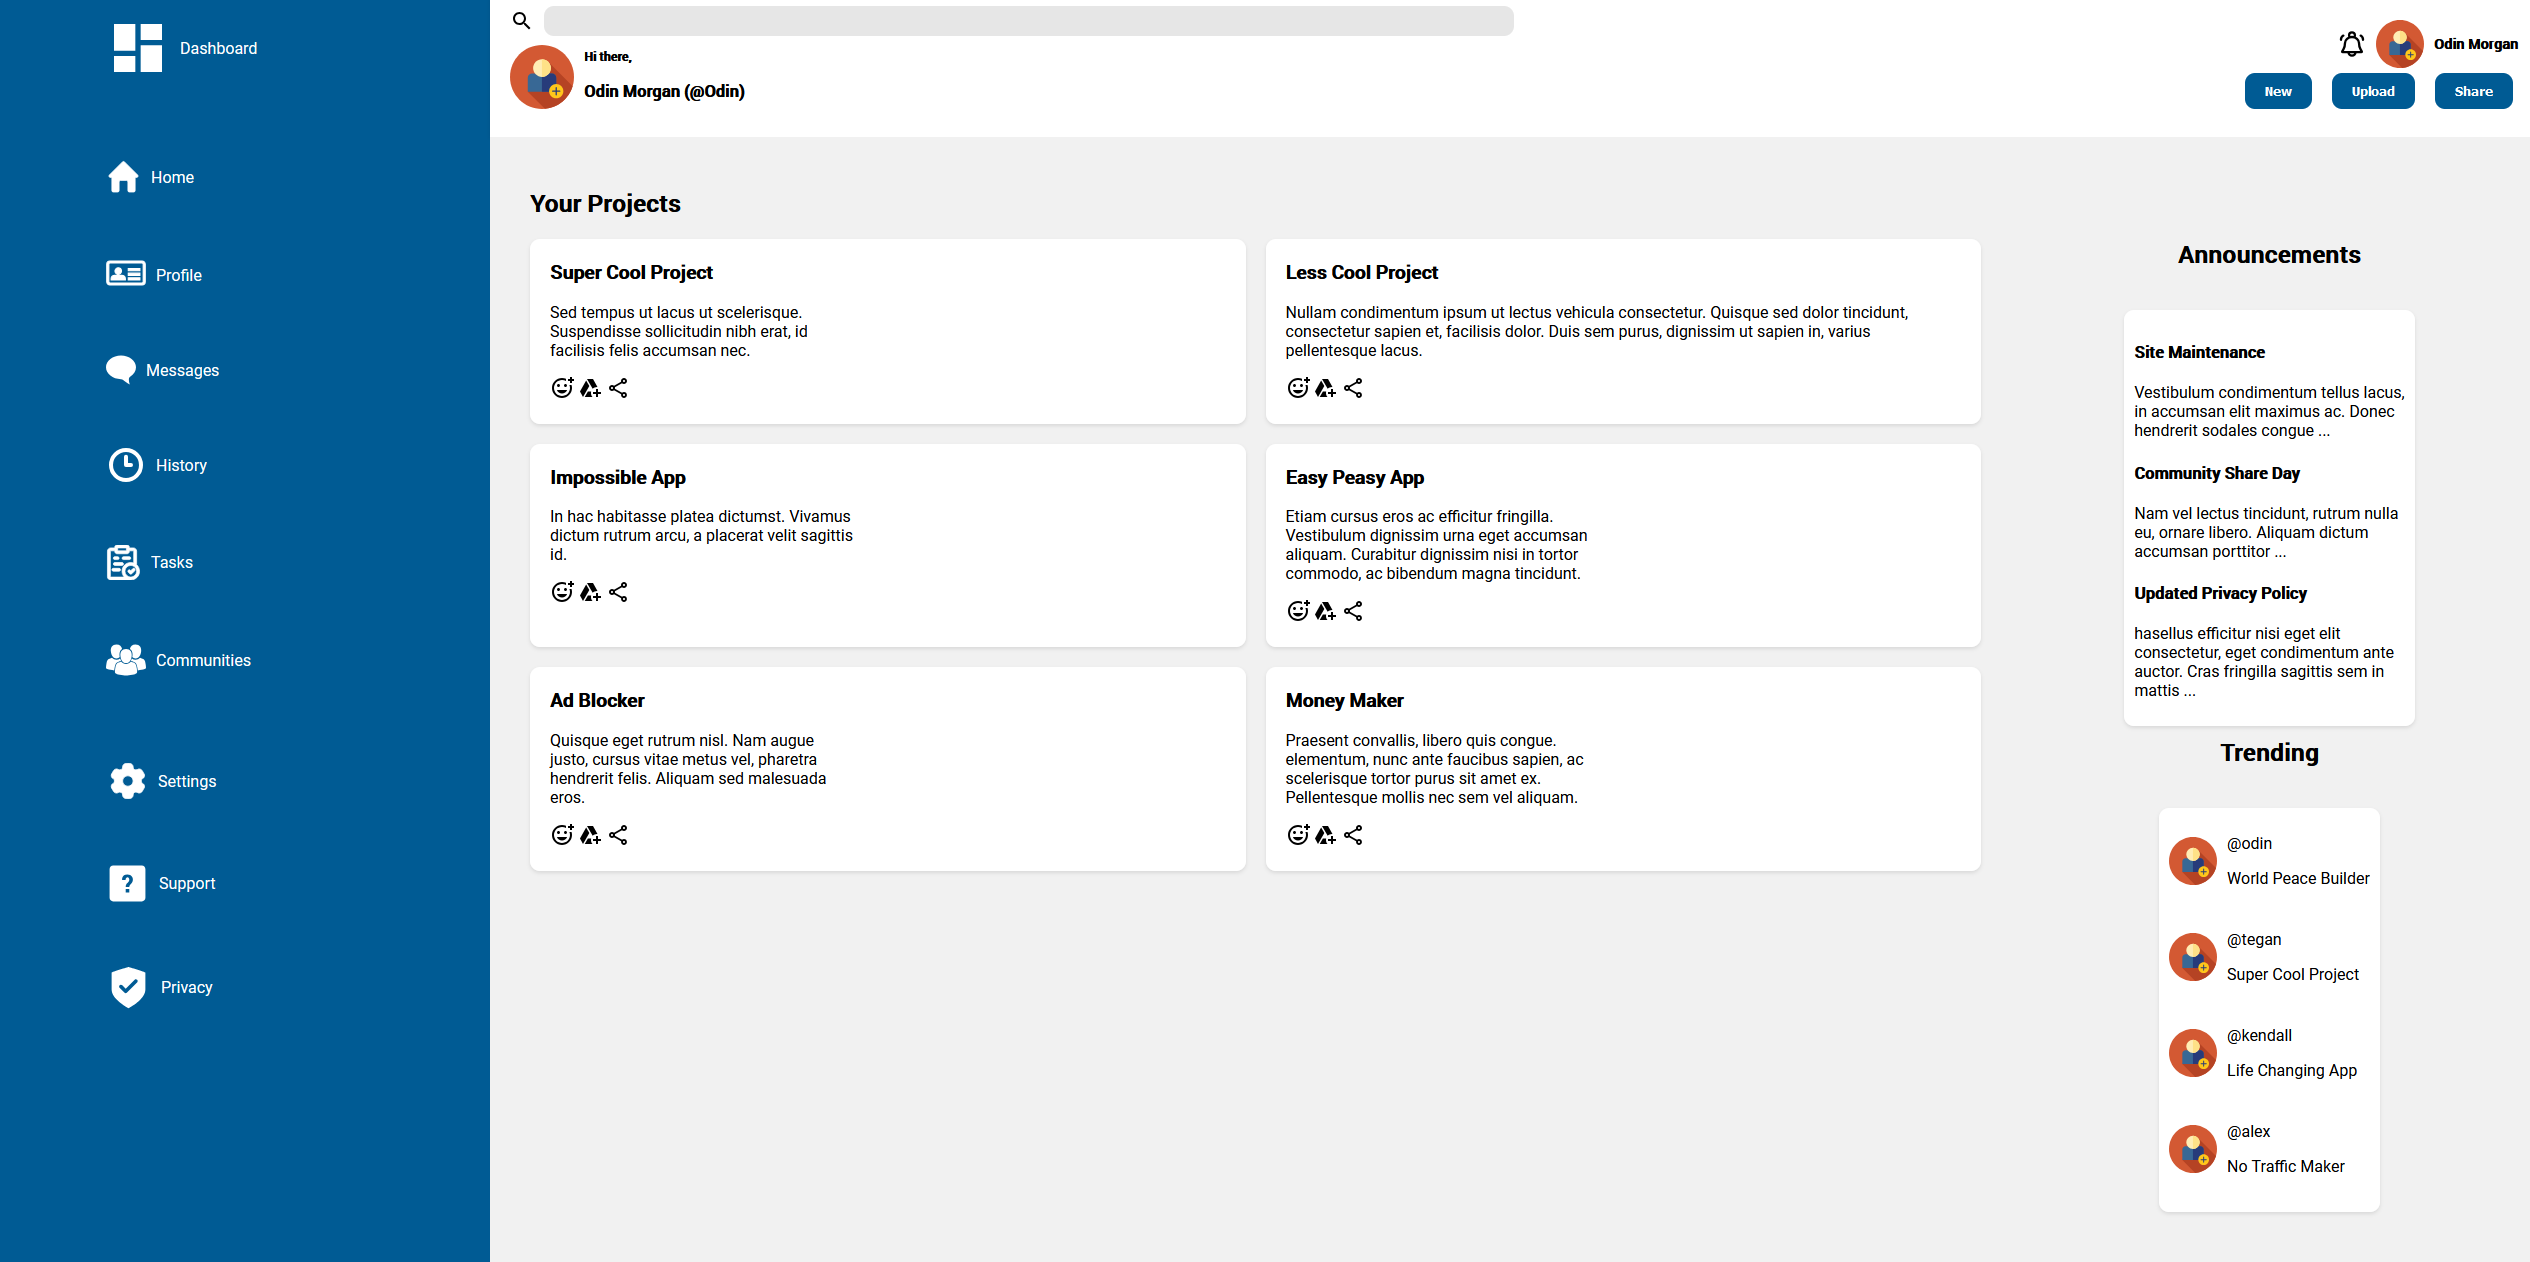 Dashboard
Home
Profile
Messages
History
Tasks
Communities
Settings
Support
Privacy
Hi there,
Odin Morgan (@Odin)
Odin Morgan
New
Upload
Share
Your Projects
Super Cool Project
Sed tempus ut lacus ut scelerisque.
Suspendisse sollicitudin nibh erat, id
facilisis felis accumsan nec.
Less Cool Project
Nullam condimentum ipsum ut lectus vehicula consectetur. Quisque sed dolor tincidunt,
consectetur sapien et, facilisis dolor. Duis sem purus, dignissim ut sapien in, varius
pellentesque lacus.
Impossible App
In hac habitasse platea dictumst. Vivamus
dictum rutrum arcu, a placerat velit sagittis
id.
Easy Peasy App
Etiam cursus eros ac efficitur fringilla.
Vestibulum dignissim urna eget accumsan
aliquam. Curabitur dignissim nisi in tortor
commodo, ac bibendum magna tincidunt.
Ad Blocker
Quisque eget rutrum nisl. Nam augue
justo, cursus vitae metus vel, pharetra
hendrerit felis. Aliquam sed malesuada
eros.
Money Maker
Praesent convallis, libero quis congue.
elementum, nunc ante faucibus sapien, ac
scelerisque tortor purus sit amet ex.
Pellentesque mollis nec sem vel aliquam.
Announcements
Site Maintenance
Vestibulum condimentum tellus lacus,
in accumsan elit maximus ac. Donec
hendrerit sodales congue ...
Community Share Day
Nam vel lectus tincidunt, rutrum nulla
eu, ornare libero. Aliquam dictum
accumsan porttitor ...
Updated Privacy Policy
hasellus efficitur nisi eget elit
consectetur, eget condimentum ante
auctor. Cras fringilla sagittis sem in
mattis ...
Trending
@odin
World Peace Builder
@tegan
Super Cool Project
@kendall
Life Changing App
@alex
No Traffic Maker